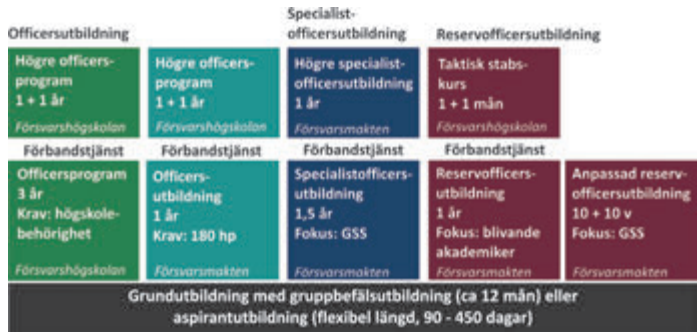 Officersutbildning
Specialist-
officersutbildning
Reservofficersutbildning
Högre officers-
program
1 + 1 år
Försvarshögskolan
Högre officers-
program
1 + 1 år
Försvarshögskolan
Högre specialist-
officersutbildning
1 år
Försvarsmakten
Taktisk stabs-
kurs
1 + 1 mån
Försvarshögskolan
Förbandstjänst
Förbandstjänst
Förbandstjänst
Förbandstjänst
Officersprogram
3 år
Krav: högskole-
behörighet
Försvarshögskolan
Officers-
utbildning
1 år
Krav: 180 hp
Försvarsmakten
Specialistofficers-
utbildning
1,5 år
Fokus: GSS
Försvarsmakten
Reservofficers-
utbildning
1 år
Fokus: blivande
akademiker
Försvarsmakten
Anpassad reserv-
officersutbildning
10 + 10 v
Fokus: GSS
Försvarsmakten
Grundutbildning med gruppbefälsutbildning (ca 12 mån) eller
aspirantutbildning (flexibel längd, 90 - 450 dagar)